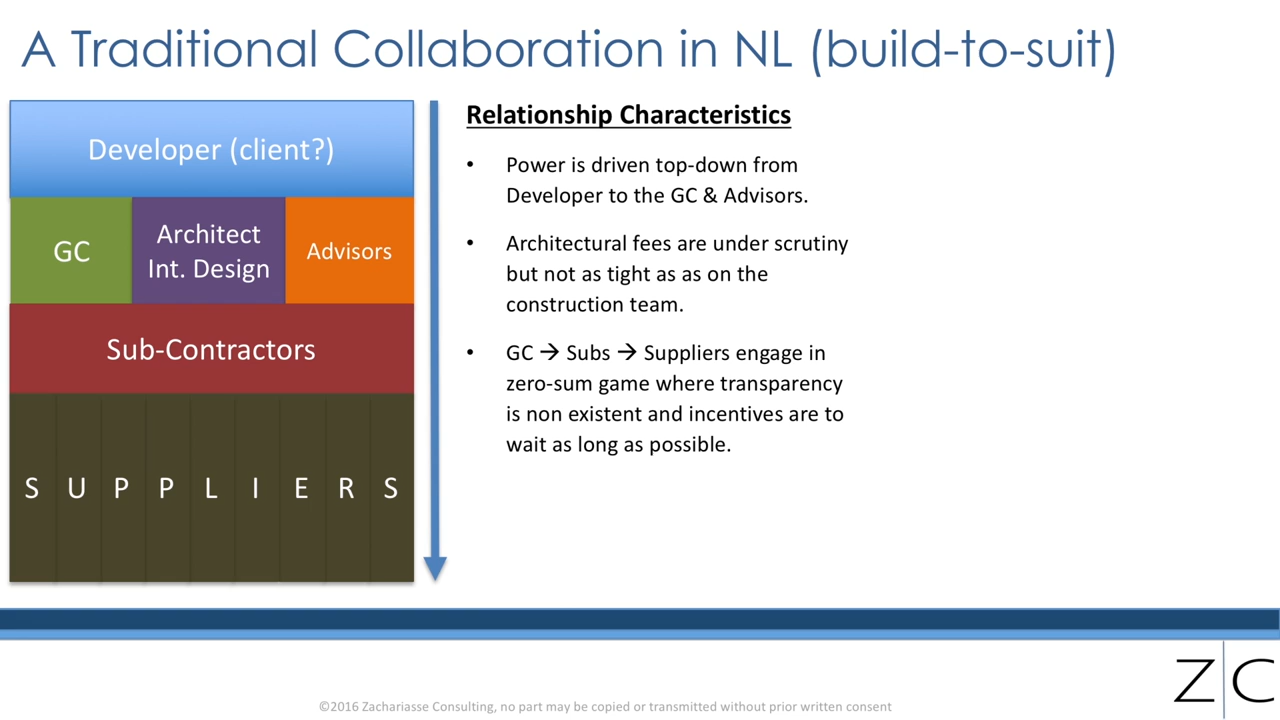 A Traditional Collaboration in NL (build-to-suit)
Developer (client?)
GC
Architect
Int. Design
Advisors
Sub-Contractors
S U P P L I E R S
Relationship Characteristics
• Power is driven top-down from
Developer to the GC & Advisors.
• Architectural fees are under scrutiny
but not as tight as as on the
construction team.
• GC → Subs → Suppliers engage in
zero-sum game where transparency
is non existent and incentives are to
wait as long as possible.
Z|C
©2016 Zachariasse Consulting, no part may be copied or transmitted without prior written consent